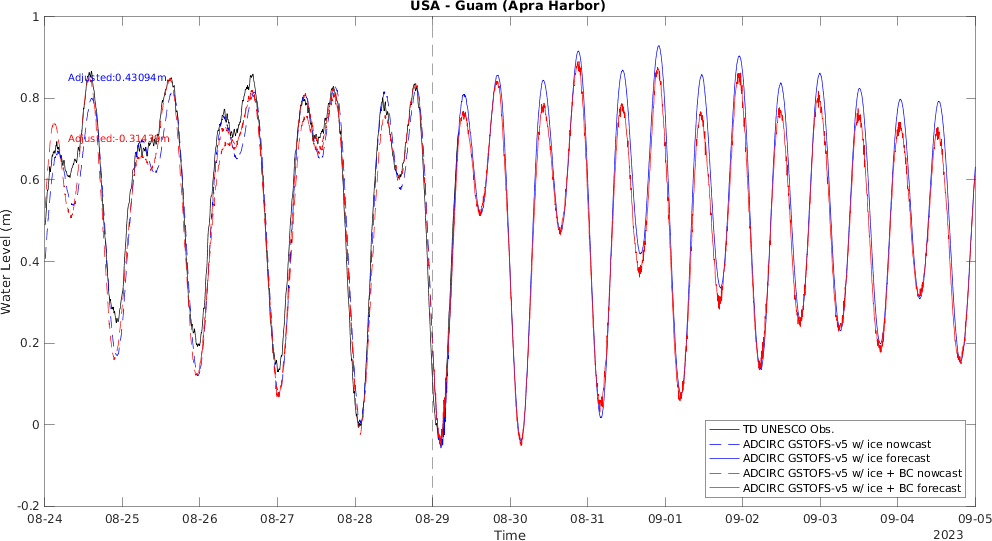 USA - Guam (Apra Harbor)
1
0.8
0.6
0.4
0.2
0
-0.2
Water Level (m)
Adjusted:0.43094m
TD UNESCO Obs.
ADCIRC GSTOFS-v5 w/ ice nowcast
ADCIRC GSTOFS-v5 w/ ice forecast
ADCIRC GSTOFS-v5 w/ ice + BC nowcast
ADCIRC GSTOFS-v5 w/ ice + BC forecast
08-24 08-25 08-26 08-27 08-28 08-29 08-30 08-31 09-01 09-02 09-03 09-04 09-05
Time
2023